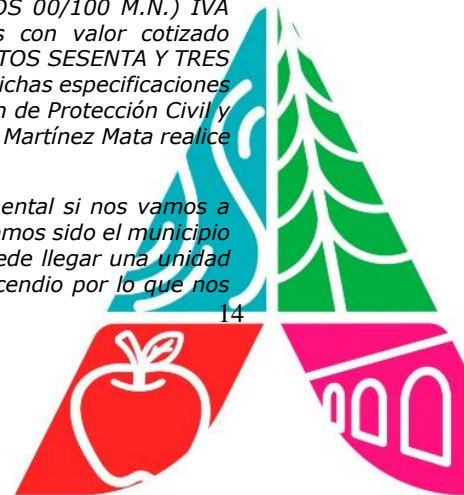 OS 00/100 M.N.) IVA
s con valor cotizado
TOS SESENTA Y TRES
ichas especificaciones
n de Protección Civil y
Martínez Mata realice
ental si nos vamos a
emos sido el municipio
ede llegar una unidad
cendio por lo que nos
14